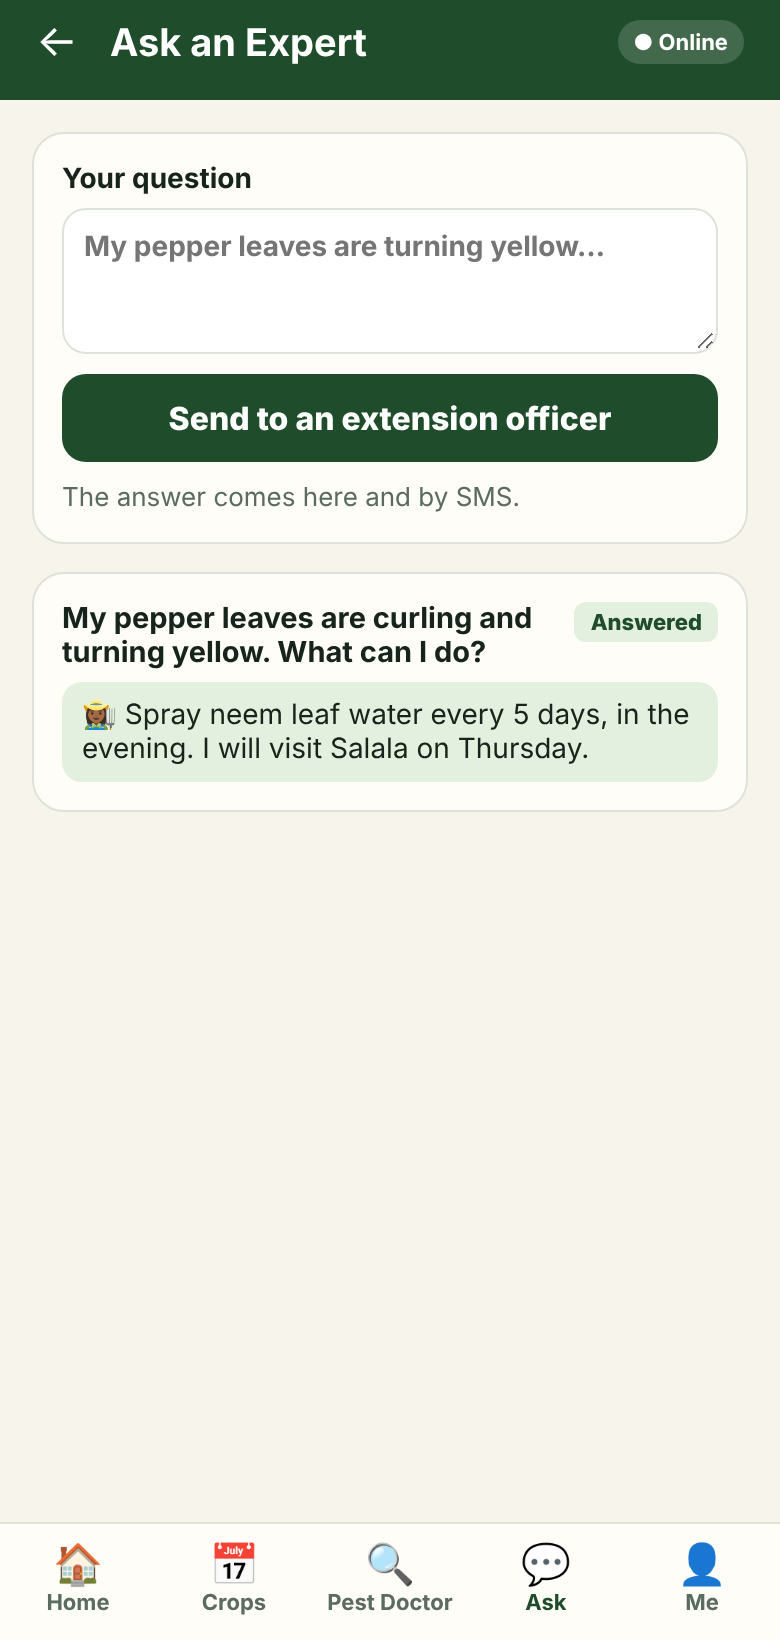 Ask an Expert
Online
Your question
My pepper leaves are turning yellow...
Send to an extension officer
The answer comes here and by SMS.
My pepper leaves are curling and
turning yellow. What can I do?
Answered
Spray neem leaf water every 5 days, in the
evening. I will visit Salala on Thursday.
July
17
Home
Crops
Pest Doctor
Ask
Me